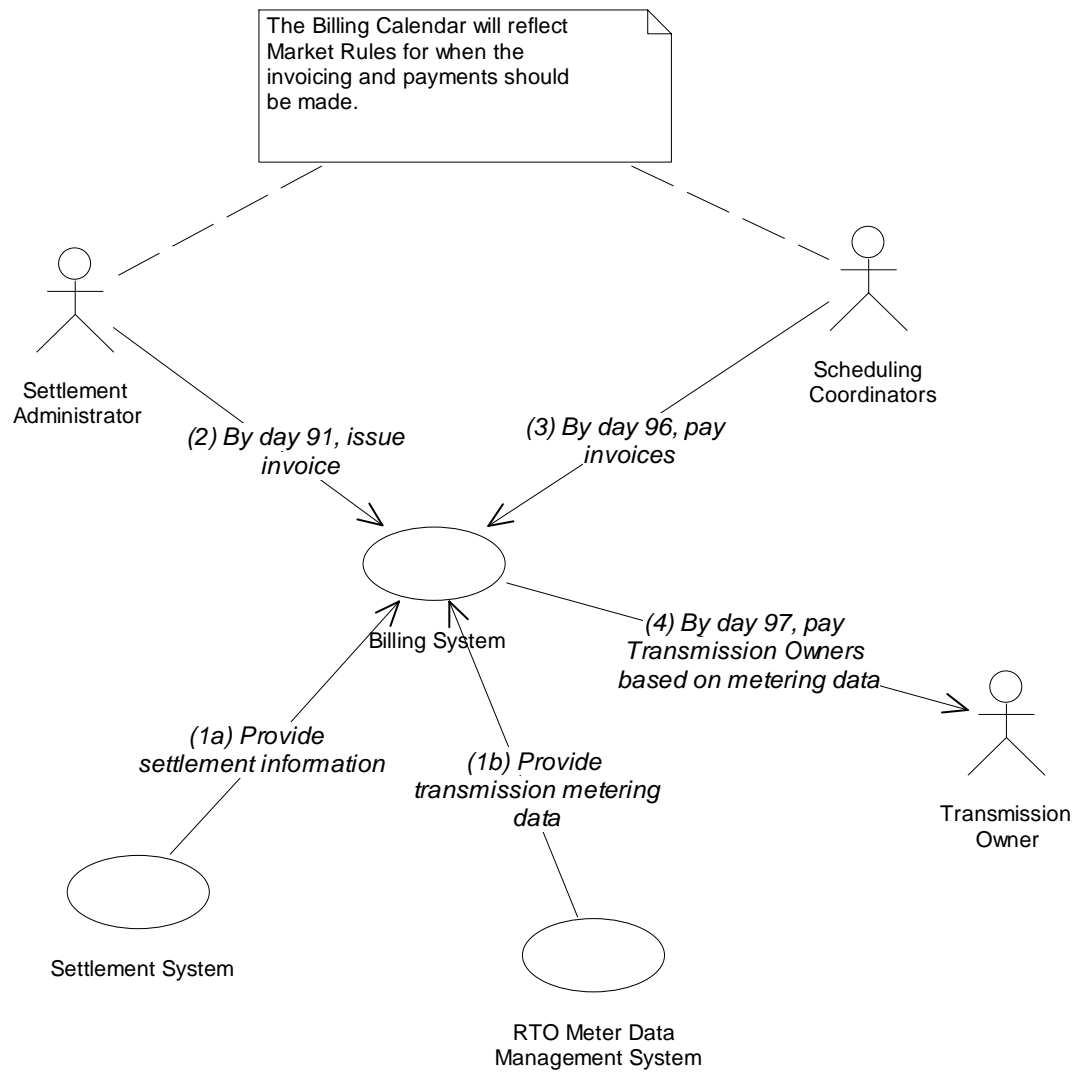 The Billing Calendar will reflect
Market Rules for when the
invoicing and payments should
be made.
Settlement
Administrator
Scheduling
Coordinators
(2) By day 91, issue
invoice
(3) By day 96, pay
invoices
Billing System
(4) By day 97, pay
Transmission Owners
based on metering data
(1a) Provide
settlement information
(1b) Provide
transmission metering
data
Transmission
Owner
Settlement System
RTO Meter Data
Management System